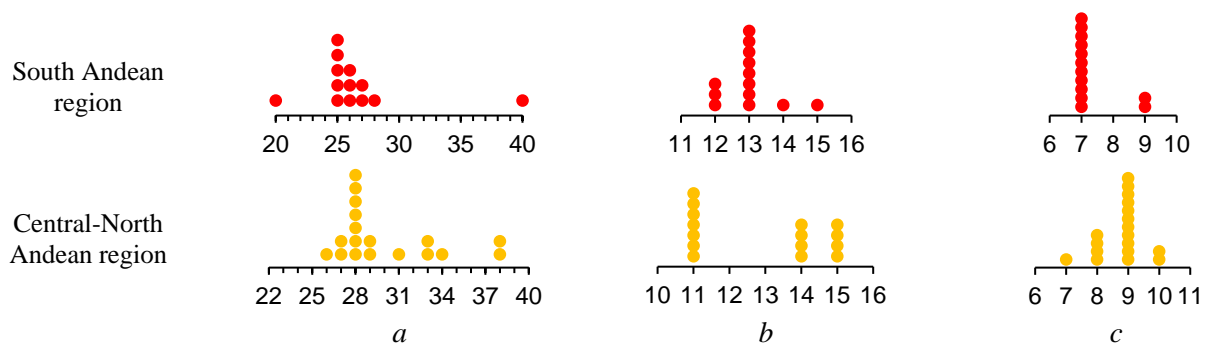 South Andean
region
20 25 30 35 40
11 12 13 14 15 16
6 7 8 9 10
Central-North
Andean region
22 25 28 31 34 37 40
10 11 12 13 14 15 16
6 7 8 9 10 11
a
b
c